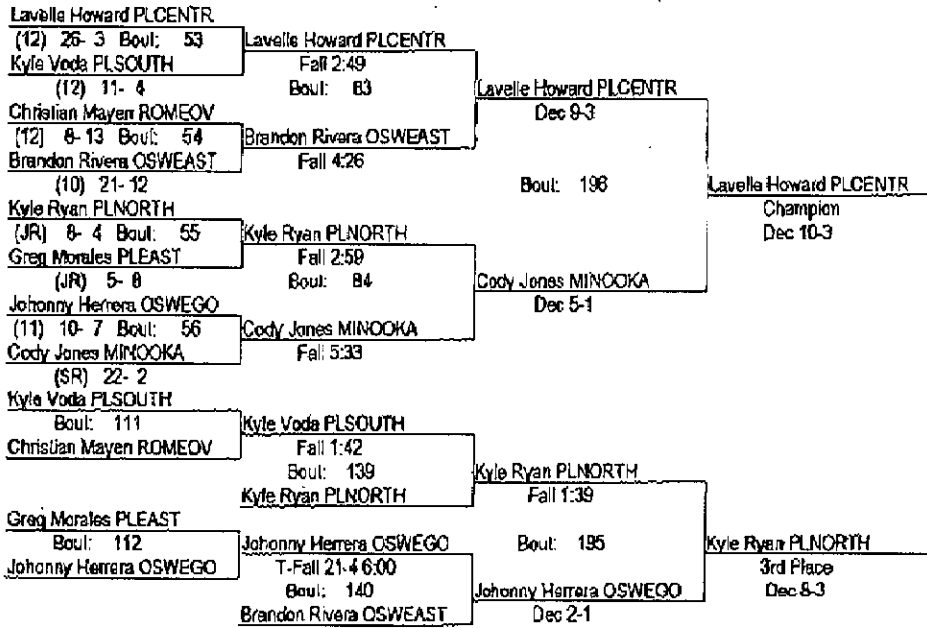 Lavelle Howard PLCENTR
(12) 26- 3 Bout: 53
Kyle Voda PLSOUTH
(12) 11- 4
Christian Mayen ROMEOV
(12) 8- 13 Bout: 54
Brandon Rivera OSWEAST
(10) 21- 12
Kyle Ryan PLNORTH
(JR) 8- 4 Bout: 55
Greg Morales PLEAST
(JR) 5- 8
Johonny Herrera OSWEGO
(11) 10- 7 Bout: 56
Cody Jones MINOOKA
(SR) 22- 2
Lavelle Howard PLCENTR
Fall 2:49
Bout: 83
Brandon Rivera OSWEAST
Fall 4:26
Kyle Ryan PLNORTH
Fall 2:59
Bout: 84
Cody Jones MINOOKA
Fall 5:33
Lavelle Howard PLCENTR
Dec 9-3
Bout: 196
Cody Jones MINOOKA
Dec 5-1
Lavelle Howard PLCENTR
Champion
Dec 10-3
Kyle Voda PLSOUTH
Bout: 111
Christian Mayen ROMEOV
Greg Morales PLEAST
Bout: 112
Johonny Herrera OSWEGO
Kyle Voda PLSOUTH
Fall 1:42
Bout: 139
Kyle Ryan PLNORTH
Johonny Herrera OSWEGO
T-Fall 21-4 6:00
Bout: 140
Brandon Rivera OSWEAST
Kyle Ryan PLNORTH
Fall 1:39
Bout: 195
Johonny Herrera OSWEGO
Dec 2-1
Kyle Ryan PLNORTH
3rd Place
Dec 8-3